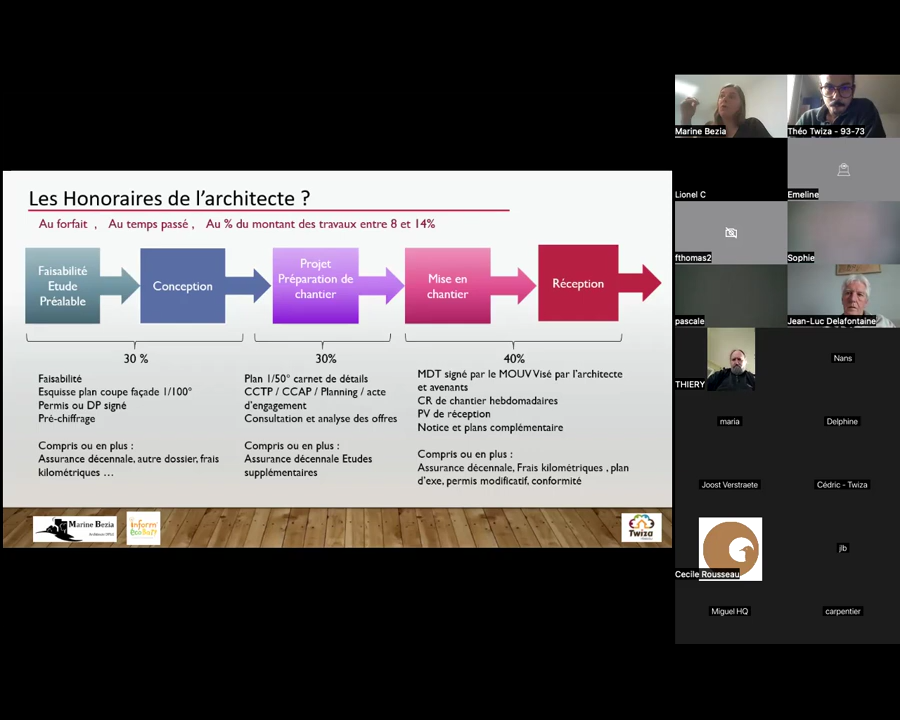 Les Honoraires de l'architecte ?
Au forfait , Au temps passé , Au % du montant des travaux entre 8 et 14%
Faisabilité
Etude
Préalable
Conception
Projet
Préparation de
chantier
Mise en
chantier
Réception
30 %
30%
40%
Faisabilité
Esquisse plan coupe façade 1/100°
Permis ou DP signé
Pré-chiffrage
Compris ou en plus :
Assurance décennale, autre dossier, frais
kilométriques …
Plan 1/50° carnet de détails
CCTP / CCAP / Planning / acte
d'engagement
Consultation et analyse des offres
Compris ou en plus :
Assurance décennale Etudes
supplémentaires
MDT signé par le MOUV Visé par l'architecte
et avenants
CR de chantier hebdomadaires
PV de réception
Notice et plans complémentaire
Compris ou en plus :
Assurance décennale, Frais kilométriques , plan
d'exe, permis modificatif, conformité
Marine Bezia
inform'
écobati
Twiza
Marine Bezia
Théo Twiza - 93-73
Lionel C
Emeline
fthomas2
Sophie
pascale
Jean-Luc Delafontaine
THIERY
Nans
maria
Delphine
Joost Verstraete
Cédric - Twiza
Cecile Rousseau
jlb
Miguel HQ
carpentier